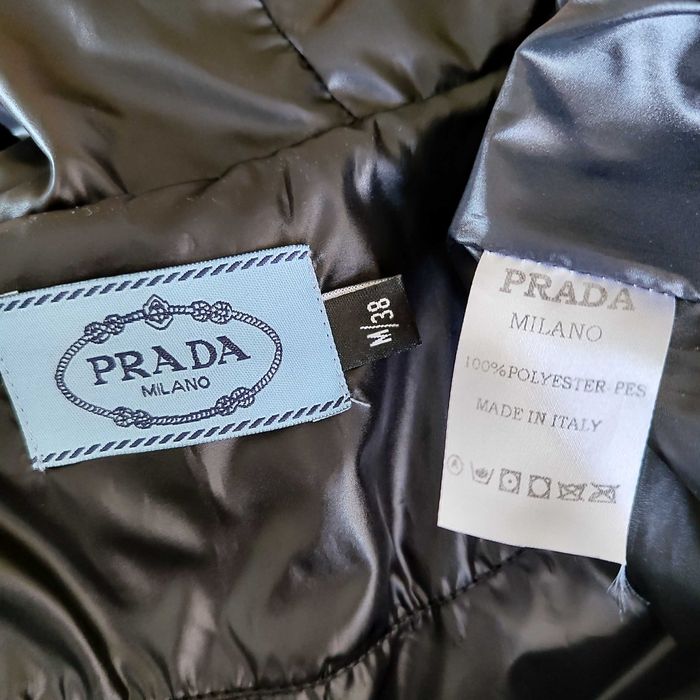 PRADA
MILANO
M/38
PRADA
MILANO
100%POLYESTER-PES
MADE IN ITALY
A